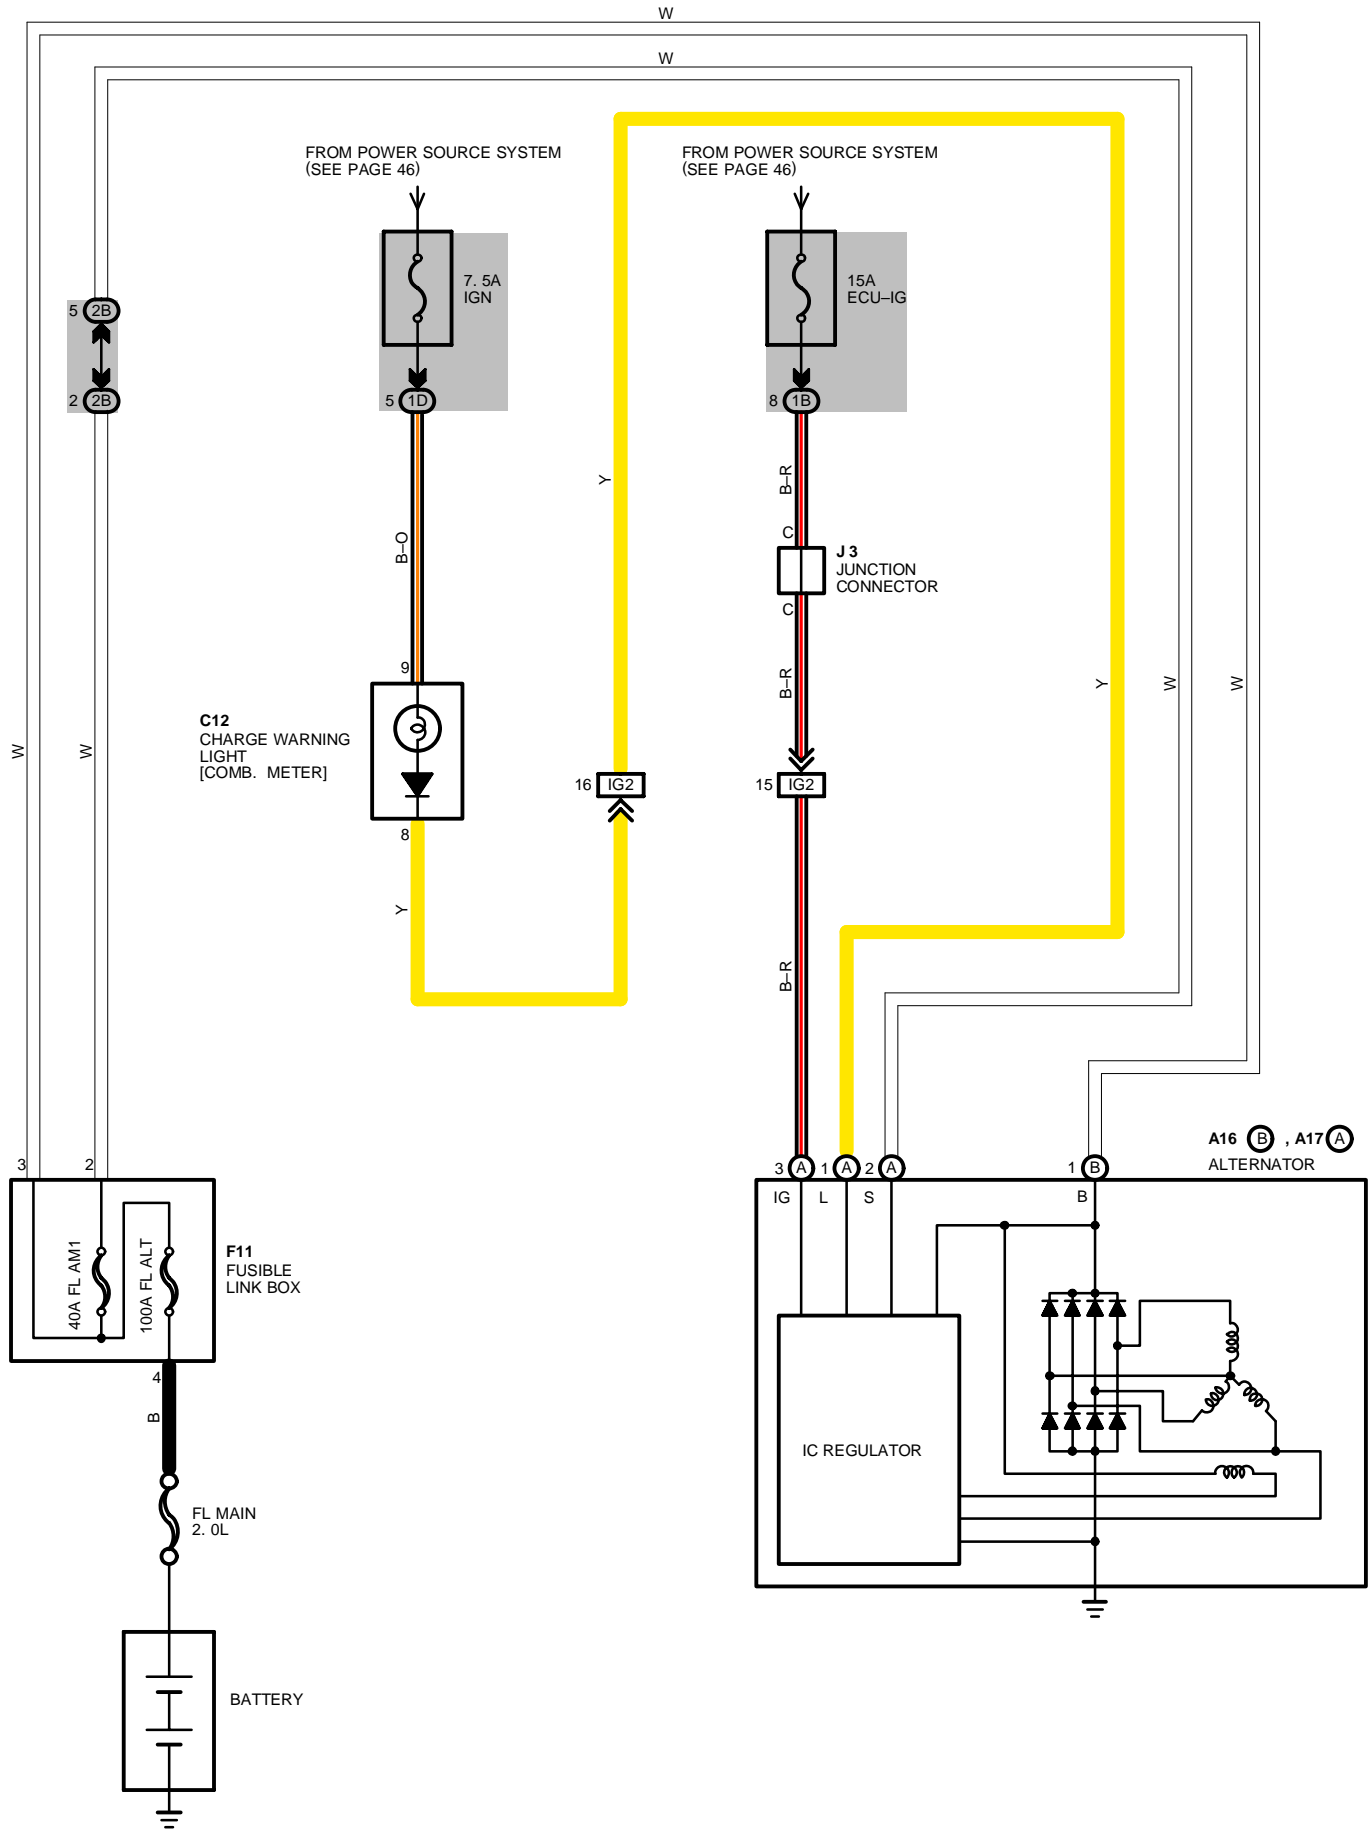 W
W
FROM POWER SOURCE SYSTEM
(SEE PAGE 46)
FROM POWER SOURCE SYSTEM
(SEE PAGE 46)
7. 5A
IGN
15A
ECU–IG
5 2B
2 2B
5 1D
8 1B
Y
B–R
B–O
C
J 3
JUNCTION
CONNECTOR
C
9
B–R
Y
W
W
C12
CHARGE WARNING
LIGHT
[COMB. METER]
W
W
16 IG2
15 IG2
8
Y
B–R
A16 B , A17 A
ALTERNATOR
3
2
3 A
1 A
2 A
1 B
IG
L
S
B
40A FL AM1
100A FL ALT
F11
FUSIBLE
LINK BOX
4
B
IC REGULATOR
FL MAIN
2. 0L
BATTERY